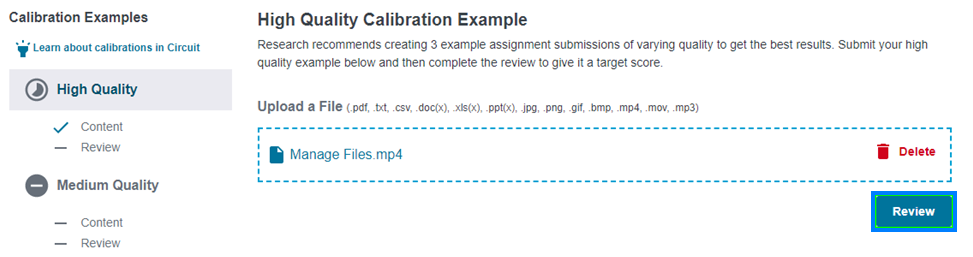 Calibration Examples
Learn about calibrations in Circuit
High Quality
Content
Review
Medium Quality
Content
Review
High Quality Calibration Example
Research recommends creating 3 example assignment submissions of varying quality to get the best results. Submit your high
quality example below and then complete the review to give it a target score.
Upload a File (.pdf, .txt, .csv, .doc(x), .xls(x), .ppt(x), .jpg, .png, .gif, .bmp, .mp4, .mov, .mp3)
Manage Files.mp4
Delete
Review